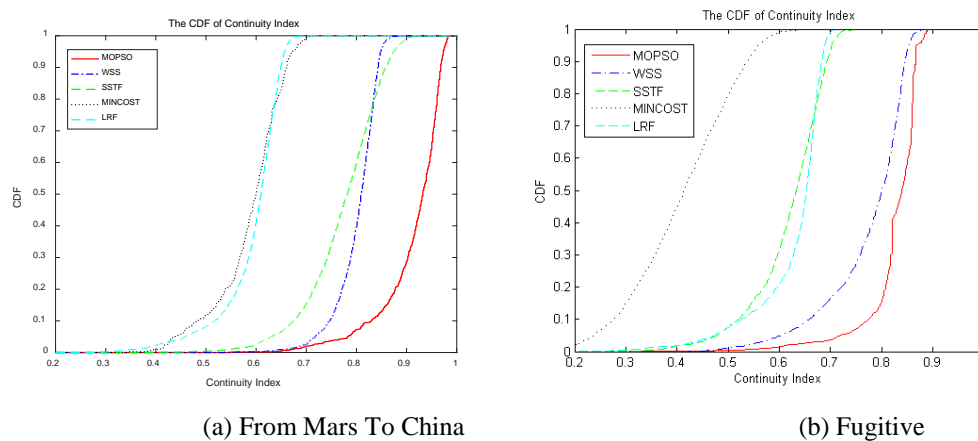 The CDF of Continuity Index
1
0.9
0.8
0.7
0.6
0.5
0.4
0.3
0.2
0.1
0
CDF
MOPSO
WSS
SSTF
MINCOST
LRF
0.2 0.3 0.4 0.5 0.6 0.7 0.8 0.9 1
Continuity Index
(a) From Mars To China
The CDF of Continuity Index
1
0.9
0.8
0.7
0.6
0.5
0.4
0.3
0.2
0.1
0
CDF
MOPSO
WSS
SSTF
MINCOST
LRF
0.2 0.3 0.4 0.5 0.6 0.7 0.8 0.9
Continuity Index
(b) Fugitive